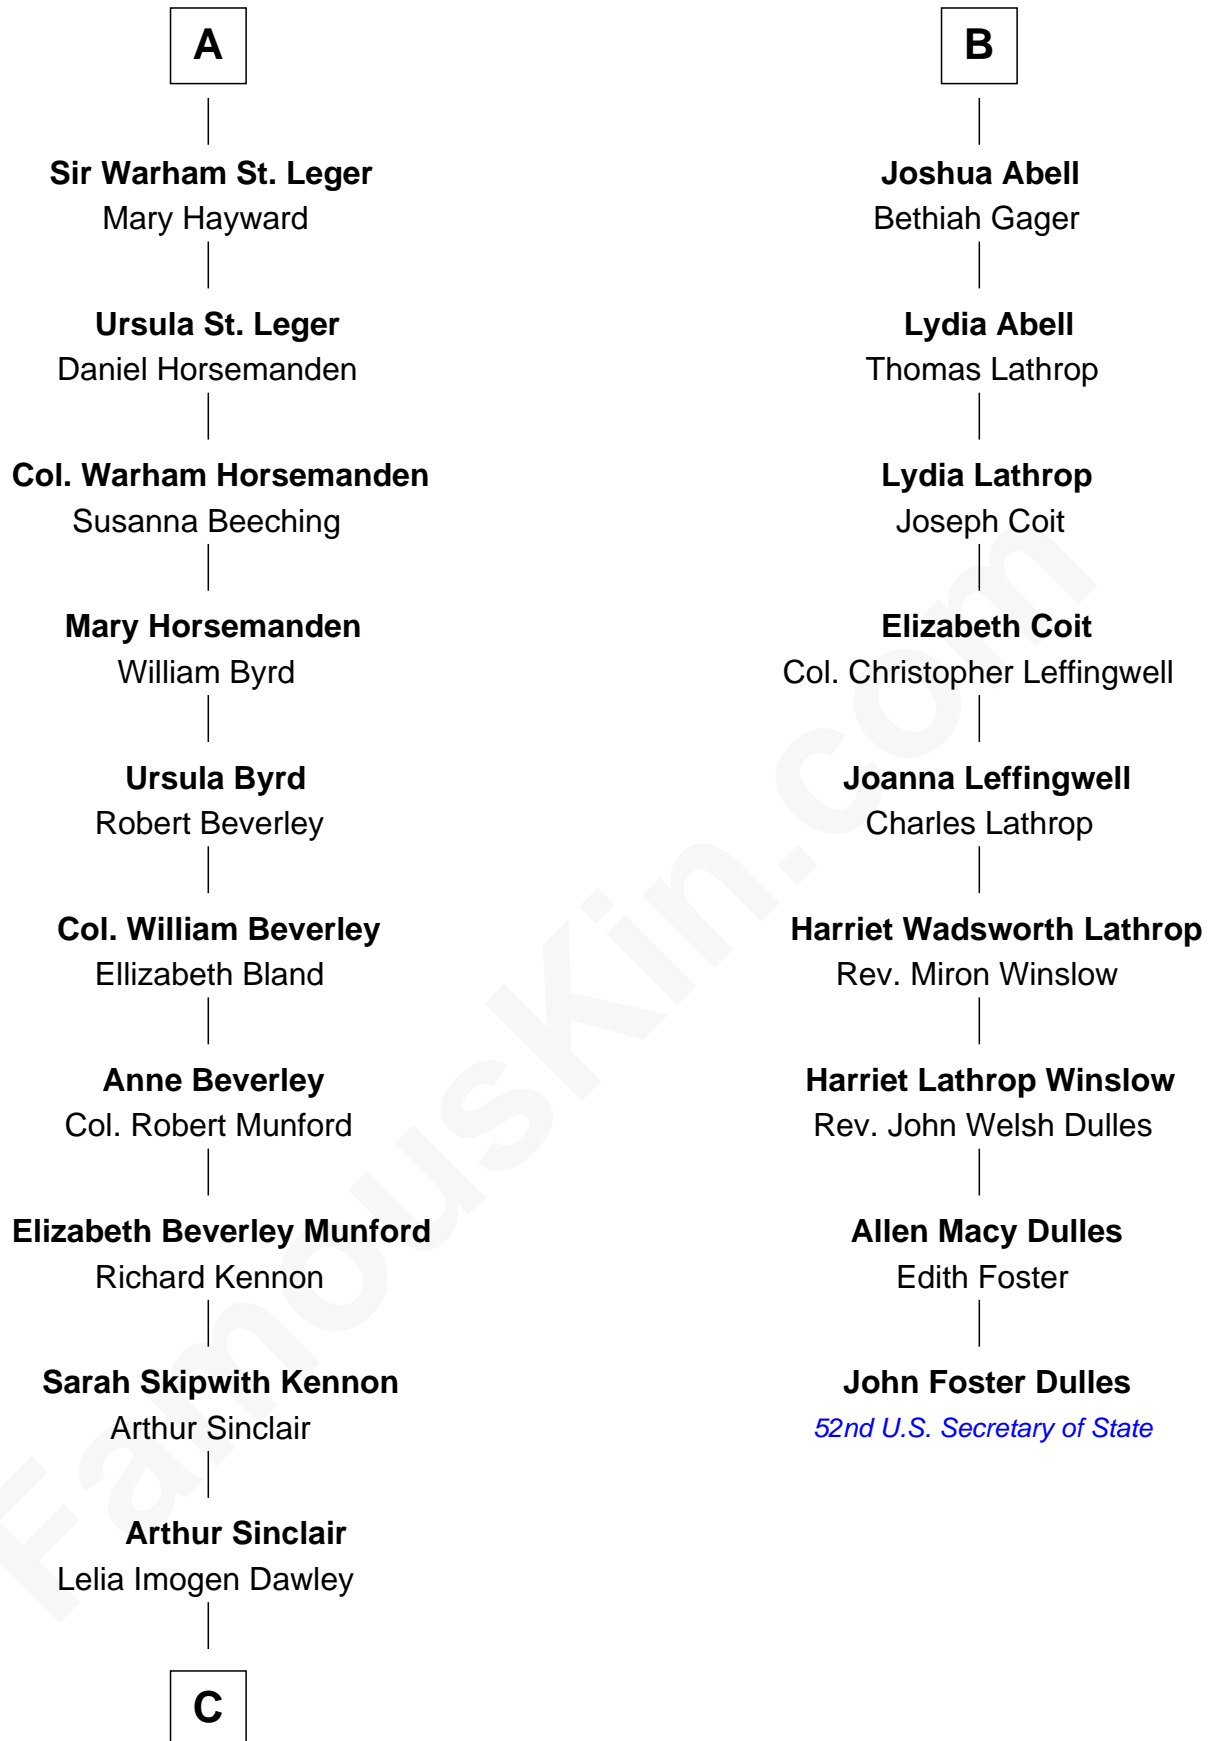 A
Sir Warham St. Leger
Mary Hayward
Ursula St. Leger
Daniel Horsemanden
Col. Warham Horsemanden
Susanna Beeching
Mary Horsemanden
William Byrd
Ursula Byrd
Robert Beverley
Col. William Beverley
Ellizabeth Bland
Anne Beverley
Col. Robert Munford
Elizabeth Beverley Munford
Richard Kennon
Sarah Skipwith Kennon
Arthur Sinclair
Arthur Sinclair
Lelia Imogen Dawley
C
B
Joshua Abell
Bethiah Gager
Lydia Abell
Thomas Lathrop
Lydia Lathrop
Joseph Coit
Elizabeth Coit
Col. Christopher Leffingwell
Joanna Leffingwell
Charles Lathrop
Harriet Wadsworth Lathrop
Rev. Miron Winslow
Harriet Lathrop Winslow
Rev. John Welsh Dulles
Allen Macy Dulles
Edith Foster
John Foster Dulles
52nd U.S. Secretary of State
FamousKin.com